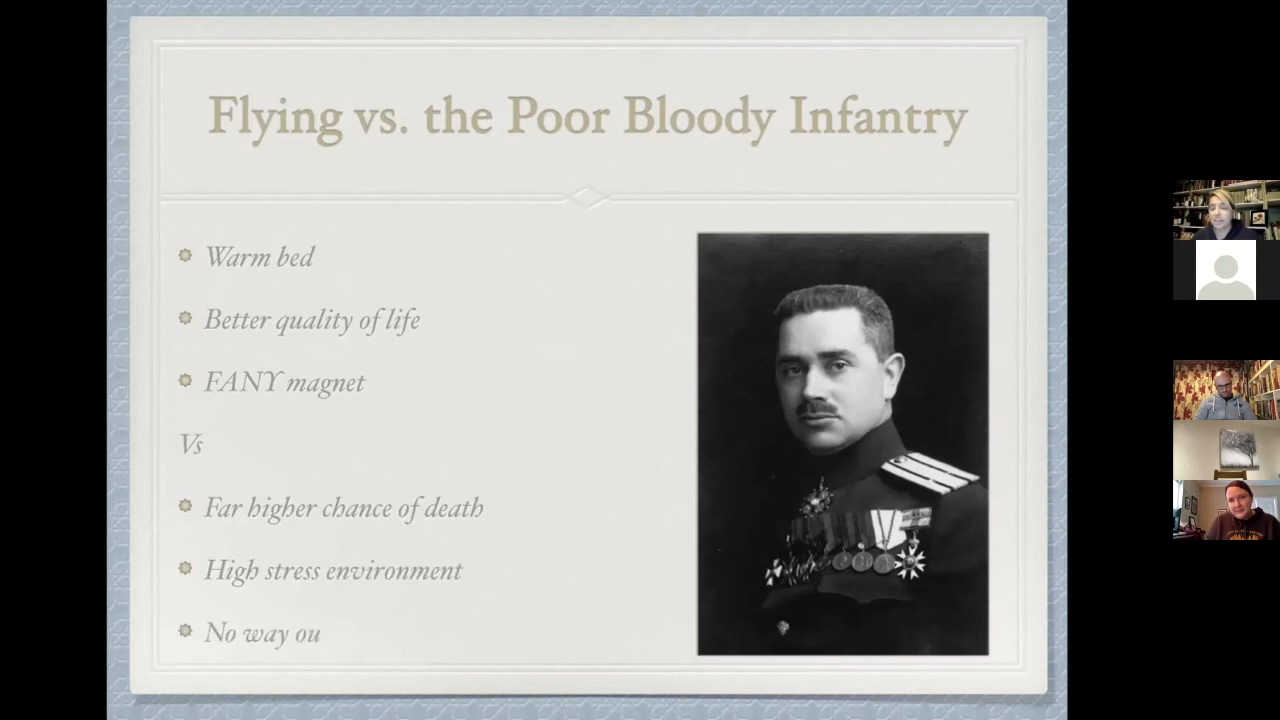 Flying vs. the Poor Bloody Infantry
Warm bed
Better quality of life
FANY magnet
Vs
Far higher chance of death
High stress environment
No way ou